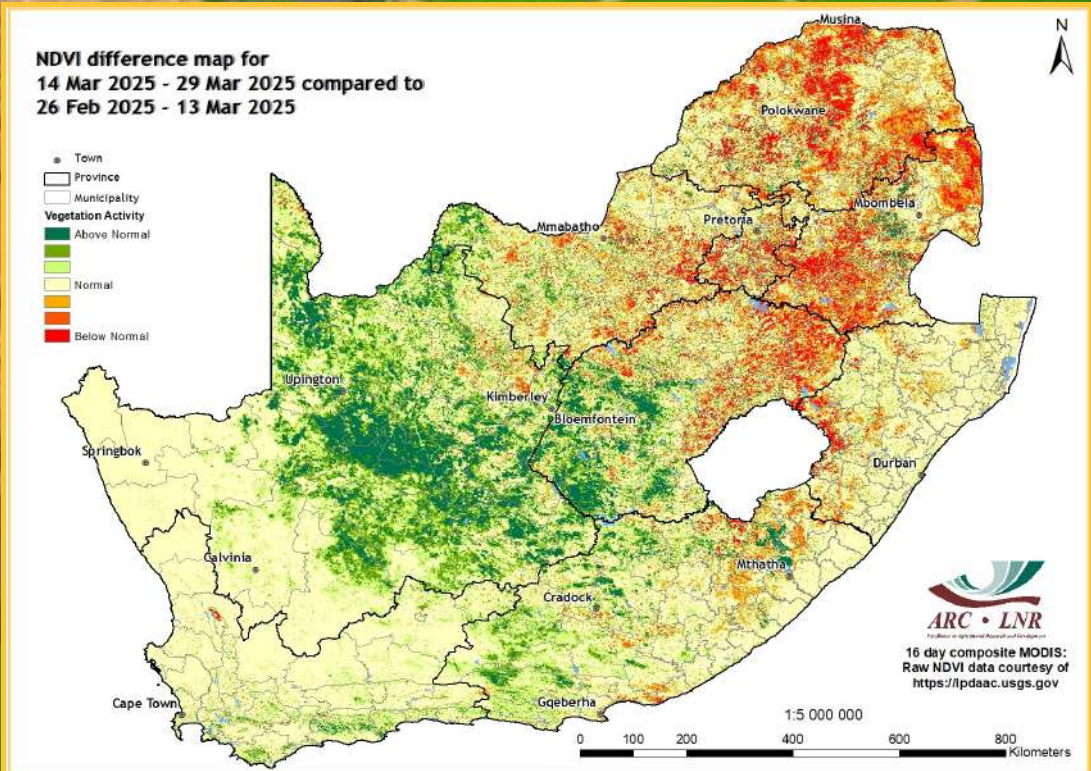 NDVI difference map for
14 Mar 2025 - 29 Mar 2025 compared to
26 Feb 2025 - 13 Mar 2025
N
Town
Province
Municipality
Vegetation Activity
Above Normal
Normal
Below Normal
Musina
Polokwane
Mbombela
Pretoria
Mmabatho
Upington
Kimberley
Bloemfontein
Springbok
Durban
Calvinia
Mthatha
Cradock
Cape Town
Gqeberha
ARC • LNR
16 day composite MODIS:
Raw NDVI data courtesy of
https://lpdaac.usgs.gov
1:5 000 000
0 100 200 400 600 800
Kilometers